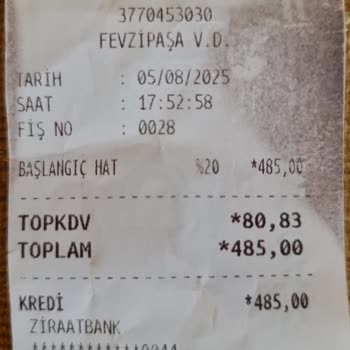 3770453030
FEVZİPAŞA V.D.
TARİH : 05/08/2025
SAAT : 17:52:58
FİŞ NO : 0028
BAŞLANGIÇ HAT %20 *485,00
TOPKDV *80,83
TOPLAM *485,00
KREDİ *485,00
ZİRAATBANK
************0044